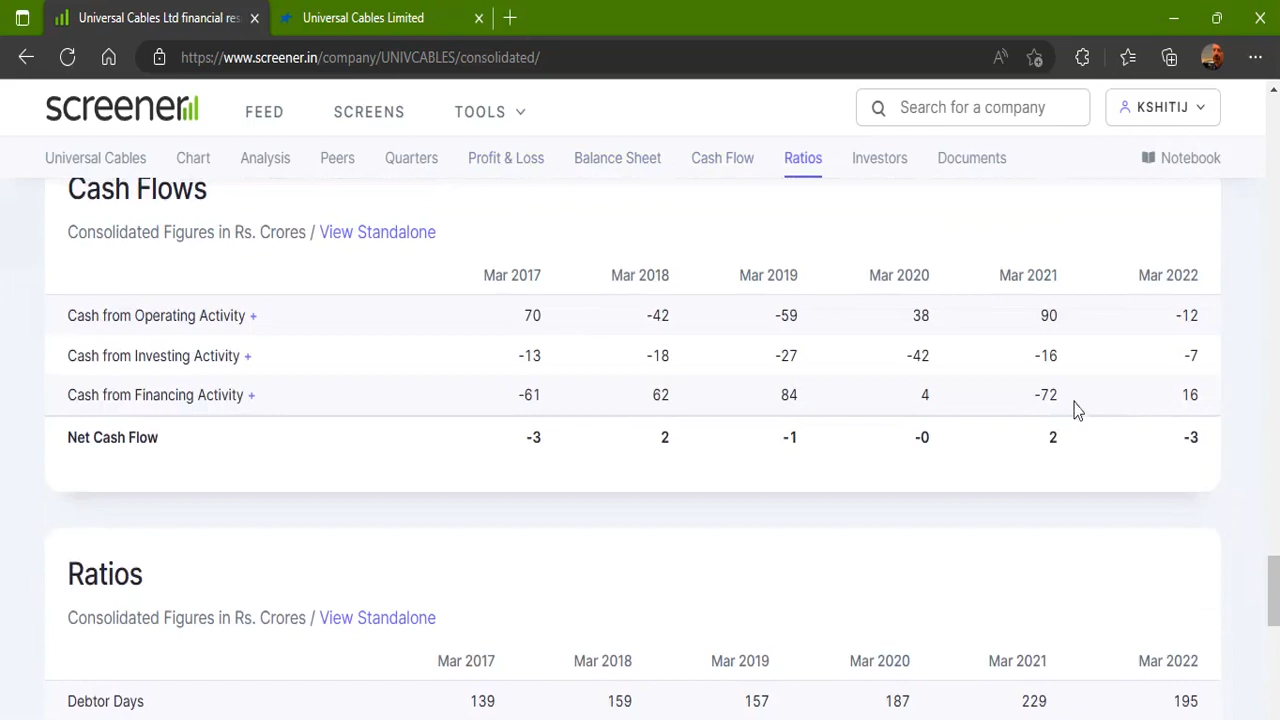 Universal Cables Ltd financial res
Universal Cables Limited
https://www.screener.in/company/UNIVCABLES/consolidated/
screener FEED SCREENS TOOLS Search for a company KSHITIJ
Universal Cables Chart Analysis Peers Quarters Profit & Loss Balance Sheet Cash Flow Ratios Investors Documents Notebook
Cash Flows
Consolidated Figures in Rs. Crores / View Standalone
Mar 2017 Mar 2018 Mar 2019 Mar 2020 Mar 2021 Mar 2022
Cash from Operating Activity + 70 -42 -59 38 90 -12
Cash from Investing Activity + -13 -18 -27 -42 -16 -7
Cash from Financing Activity + -61 62 84 4 -72 16
Net Cash Flow -3 2 -1 -0 2 -3
Ratios
Consolidated Figures in Rs. Crores / View Standalone
Mar 2017 Mar 2018 Mar 2019 Mar 2020 Mar 2021 Mar 2022
Debtor Days 139 159 157 187 229 195